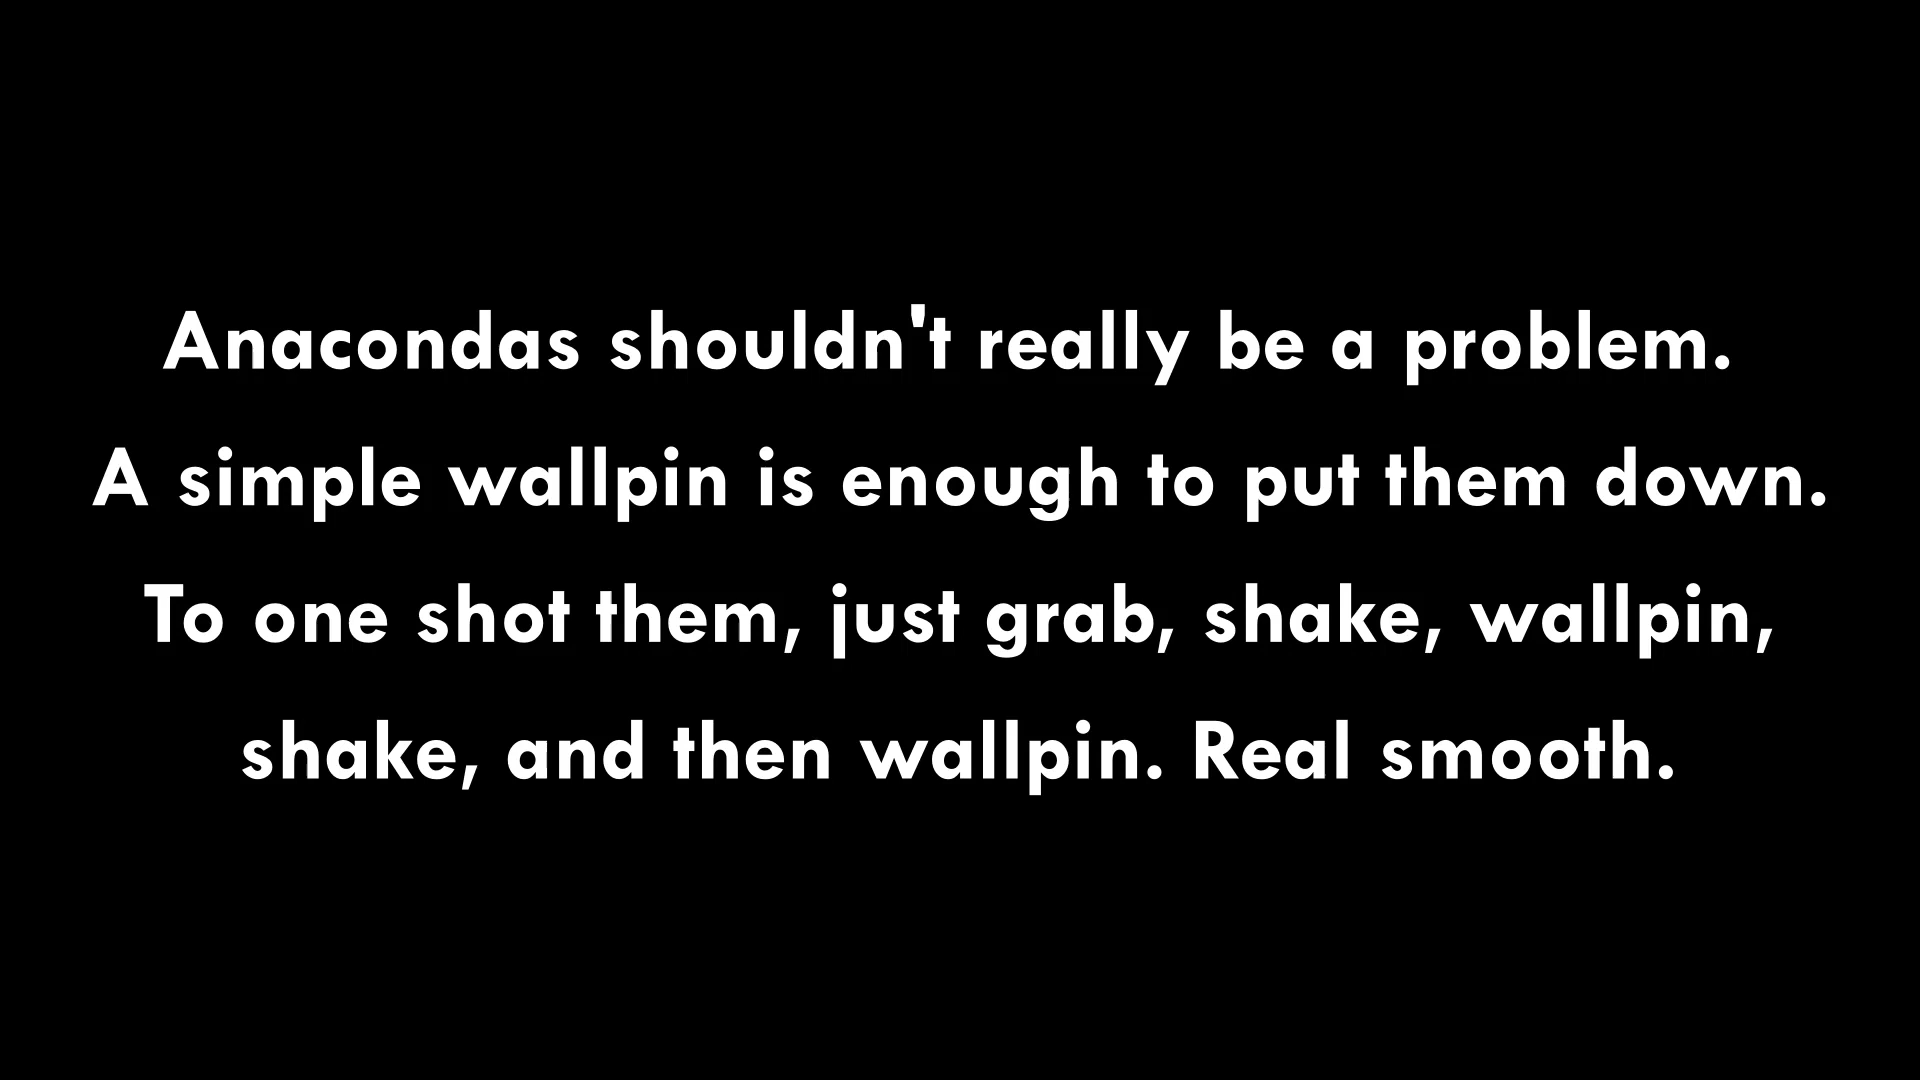 Anacondas shouldn't really be a problem.
A simple wallpin is enough to put them down.
To one shot them, just grab, shake, wallpin,
shake, and then wallpin. Real smooth.